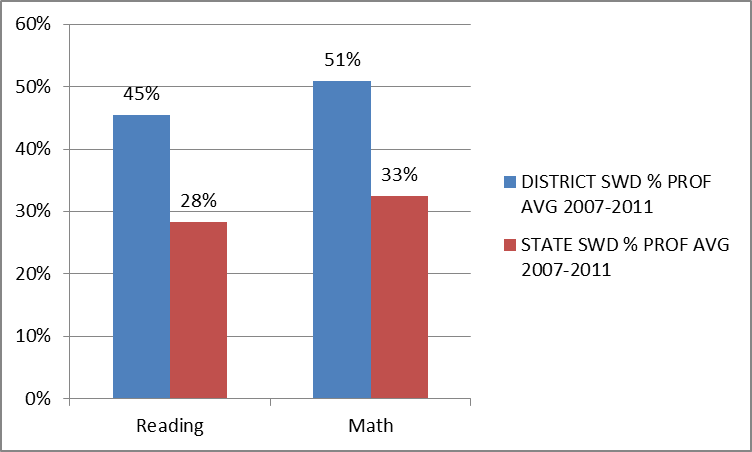 60%
50%
40%
30%
20%
10%
0%
45%
28%
51%
33%
Reading
Math
DISTRICT SWD % PROF
AVG 2007-2011
STATE SWD % PROF AVG
2007-2011